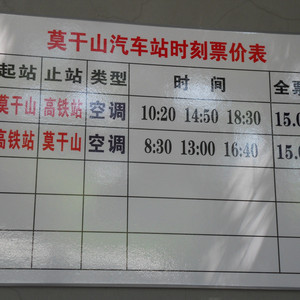 莫干山汽车站时刻票价表
起站 止站 类型 时 间 全票
莫干山 高铁站 空调 10:20 14:50 18:30 15.0
高铁站 莫干山 空调 8:30 13:00 16:40 15.0